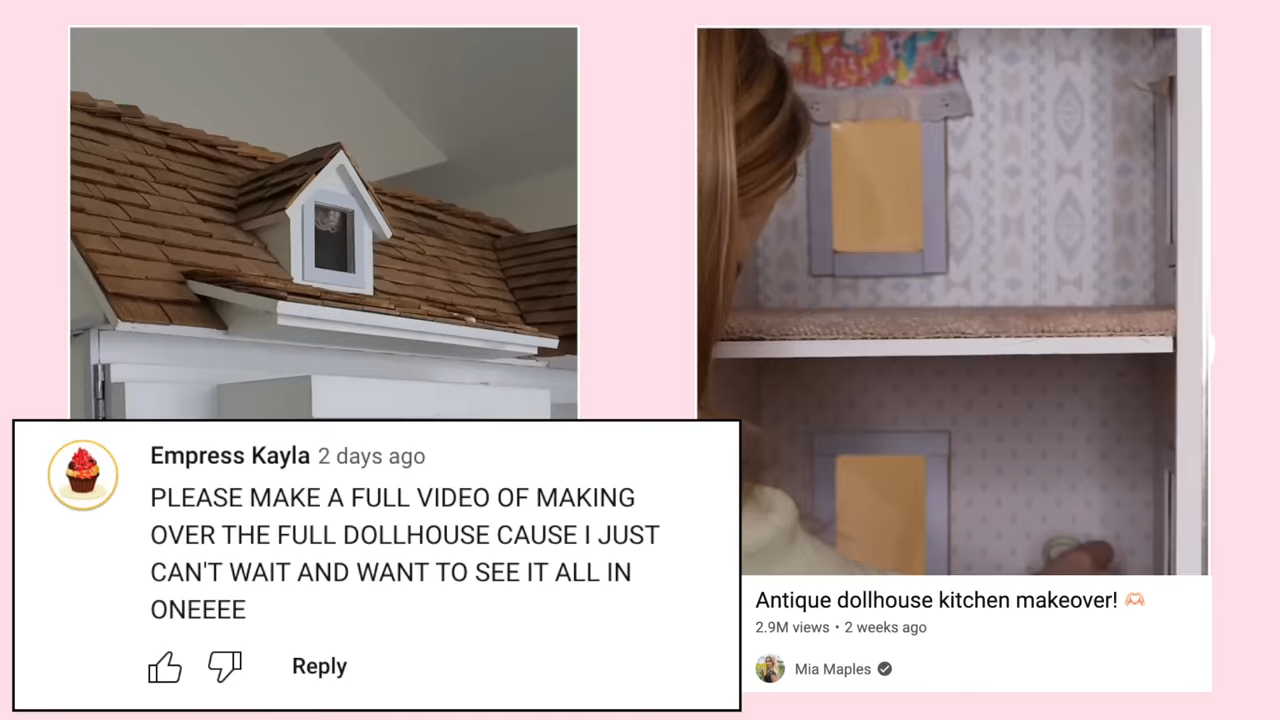 Empress Kayla 2 days ago
PLEASE MAKE A FULL VIDEO OF MAKING
OVER THE FULL DOLLHOUSE CAUSE I JUST
CAN'T WAIT AND WANT TO SEE IT ALL IN
ONEEEE
Reply
Antique dollhouse kitchen makeover! 🫶🏻
2.9M views • 2 weeks ago
Mia Maples